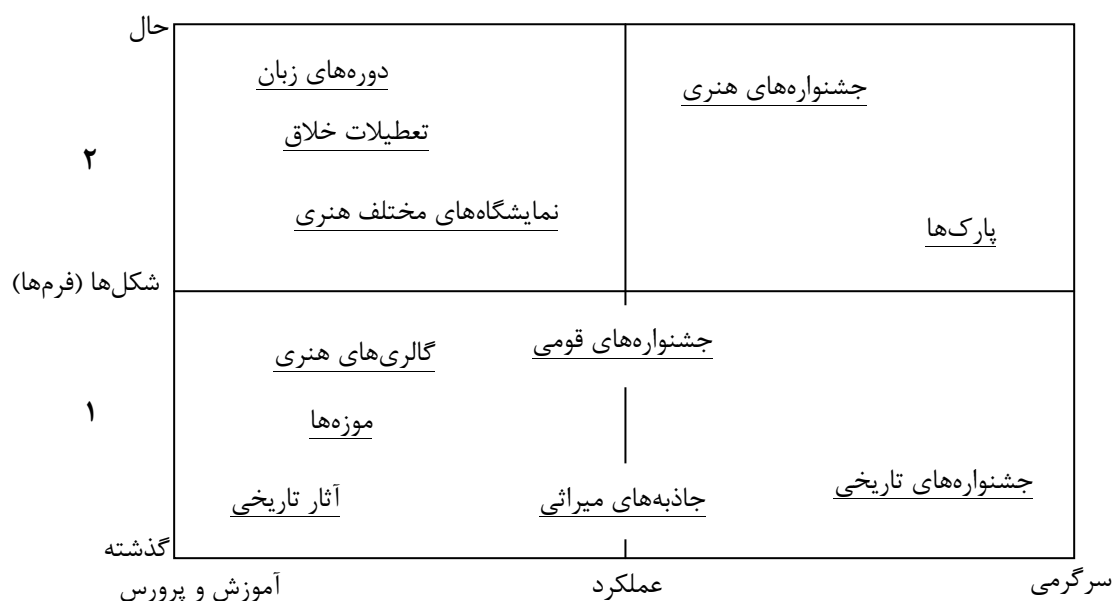 حال
دوره‌های زبان
جشنواره‌های هنری
تعطیلات خلاق
۲
نمایشگاه‌های مختلف هنری
پارک‌ها
شکل‌ها (فرم‌ها)
جشنواره‌های قومی
گالری‌های هنری
۱
موزه‌ها
جشنواره‌های تاریخی
جاذبه‌های میراثی
آثار تاریخی
گذشته
سرگرمی
عملکرد
آموزش و پرورس